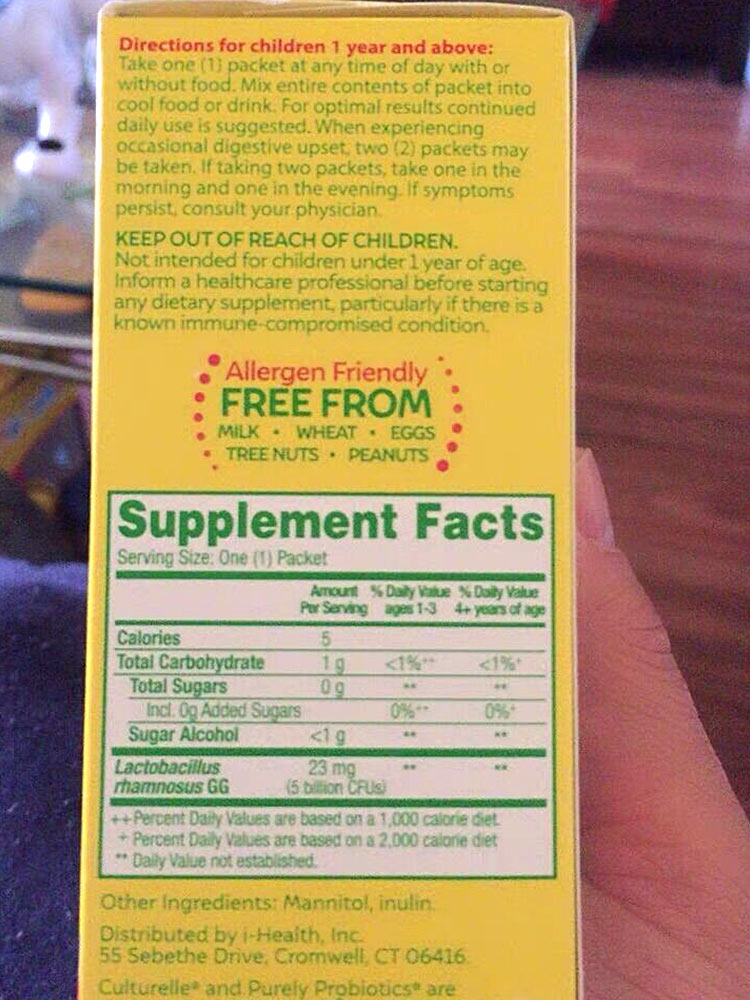 Directions for children 1 year and above:
Take one (1) packet at any time of day with or
without food. Mix entire contents of packet into
cool food or drink. For optimal results continued
daily use is suggested. When experiencing
occasional digestive upset, two (2) packets may
be taken. If taking two packets, take one in the
morning and one in the evening. If symptoms
persist, consult your physician.
KEEP OUT OF REACH OF CHILDREN.
Not intended for children under 1 year of age.
Inform a healthcare professional before starting
any dietary supplement, particularly if there is a
known immune-compromised condition.
Allergen Friendly
FREE FROM
MILK • WHEAT • EGGS
TREE NUTS • PEANUTS
Supplement Facts
Serving Size: One (1) Packet
Amount % Daily Value % Daily Value
Per Serving ages 1-3 4+ years of age
Calories 5
Total Carbohydrate 1 g <1%++ <1%+
Total Sugars 0 g ** **
Incl. 0g Added Sugars 0%++ 0%+
Sugar Alcohol <1 g ** **
Lactobacillus 23 mg ** **
rhamnosus GG (5 billion CFUs)
++ Percent Daily Values are based on a 1,000 calorie diet.
+ Percent Daily Values are based on a 2,000 calorie diet
** Daily Value not established.
Other Ingredients: Mannitol, inulin.
Distributed by i-Health, Inc.
55 Sebethe Drive, Cromwell, CT 06416
Culturelle® and Purely Probiotics® are